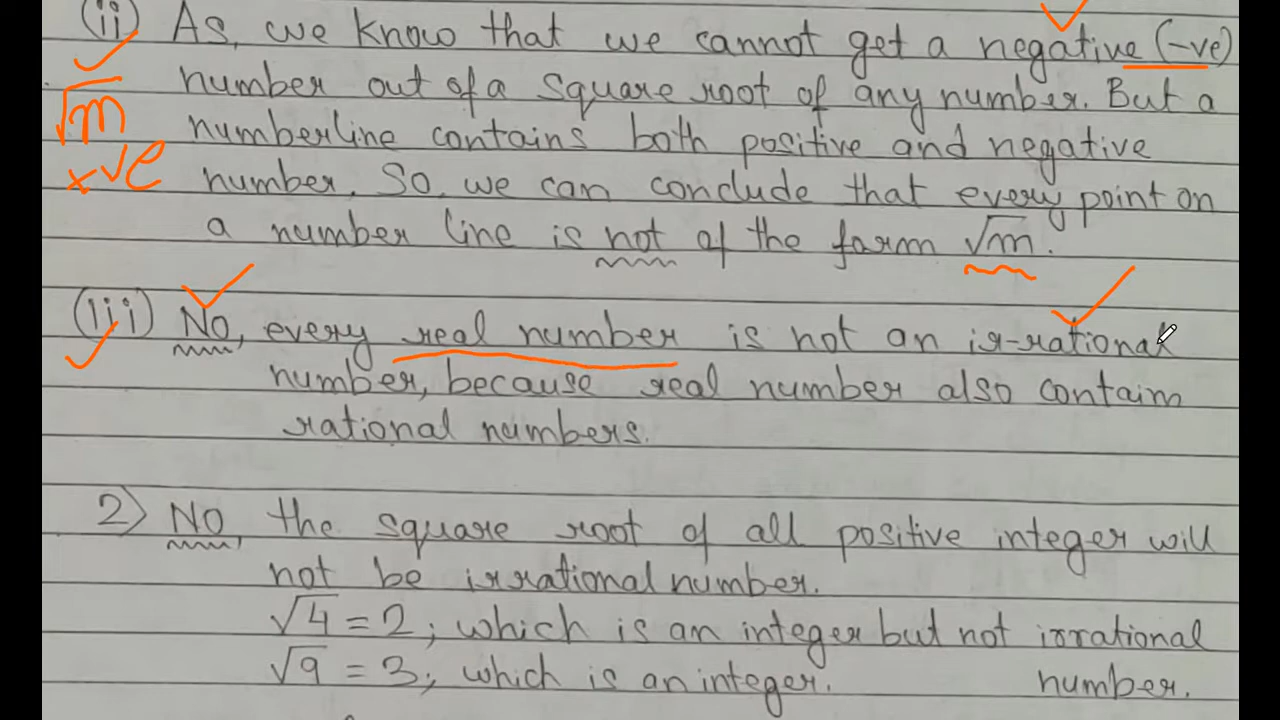 (ii) As, we know that we cannot get a negative (-ve)
number out of a square root of any number. But a
√m numberline contains both positive and negative
x ve number. So, we can conclude that every point on
a number line is not of the form √m.
(iii) No, every real number is not an ir-rational
number, because real number also contain
rational numbers.
2) No, the square root of all positive integer will
not be irrational number.
√4 = 2; which is an integer but not irrational
√9 = 3; which is an integer. number.